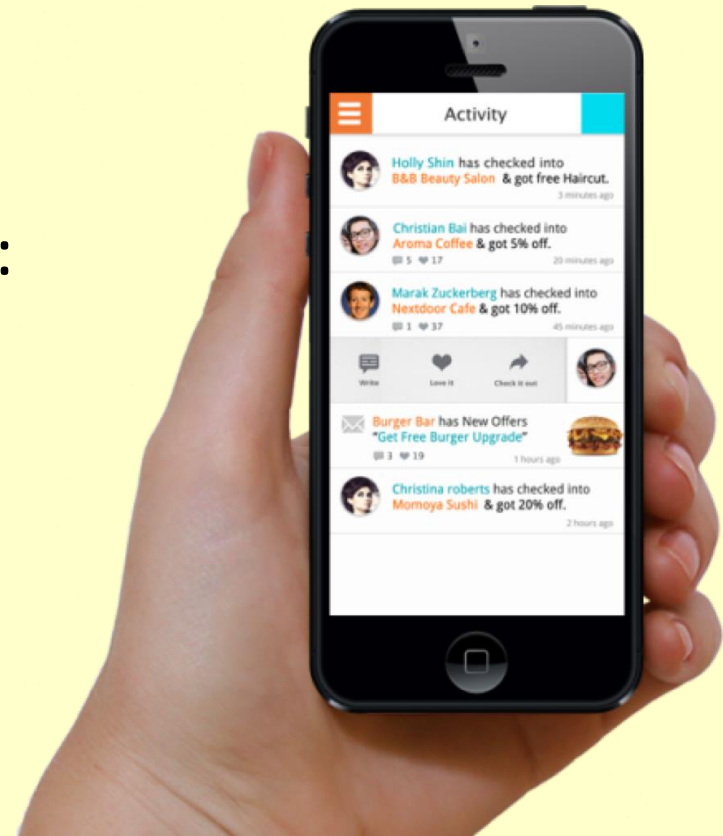 :
Activity
Holly Shin has checked into
B&B Beauty Salon & got free Haircut.
3 minutes ago
Christian Bai has checked into
Aroma Coffee & got 5% off.
5 17
20 minutes ago
Marak Zuckerberg has checked into
Nextdoor Cafe & got 10% off.
1 37
45 minutes ago
Write Love it Check it out
Burger Bar has New Offers
“Get Free Burger Upgrade”
3 19
1 hours ago
Christina roberts has checked into
Momoya Sushi & got 20% off.
2 hours ago